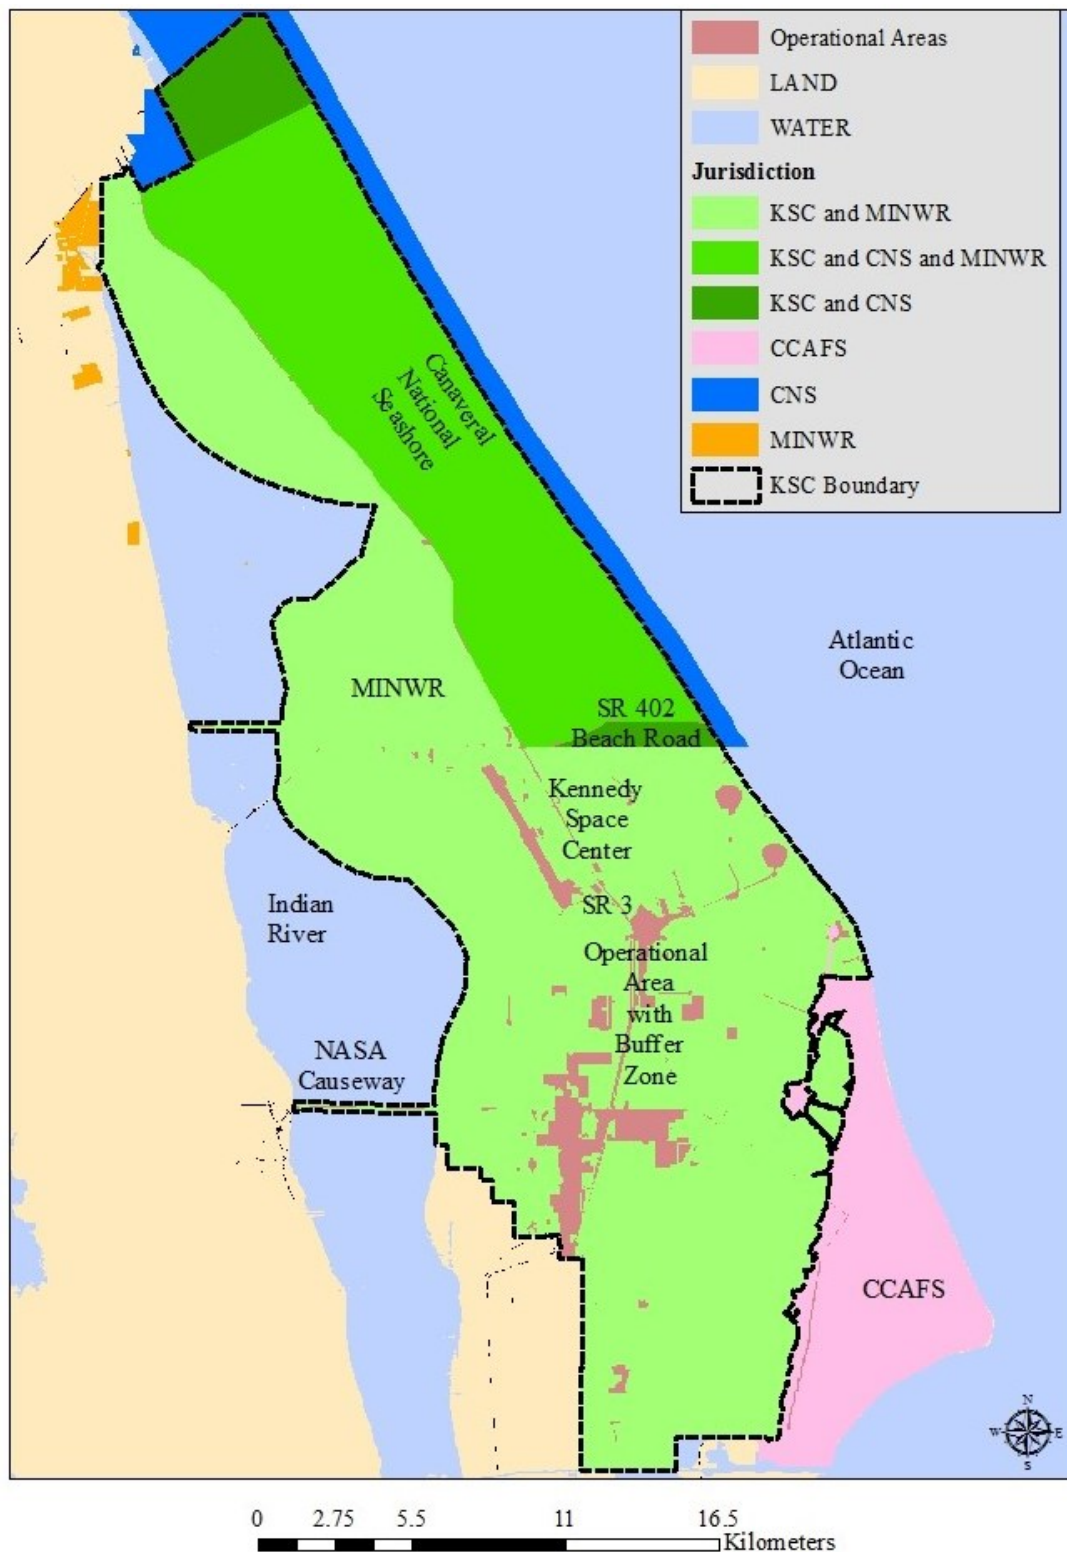 Operational Areas
LAND
WATER
Jurisdiction
KSC and MINWR
KSC and CNS and MINWR
KSC and CNS
CCAFS
CNS
MINWR
KSC Boundary
Canaveral
National
Seashore
Atlantic
Ocean
MINWR
SR 402
Beach Road
Kennedy
Space
Center
Indian
River
SR 3
Operational
Area
with
Buffer
Zone
NASA
Causeway
CCAFS
N
W E
S
0 2.75 5.5 11 16.5
Kilometers